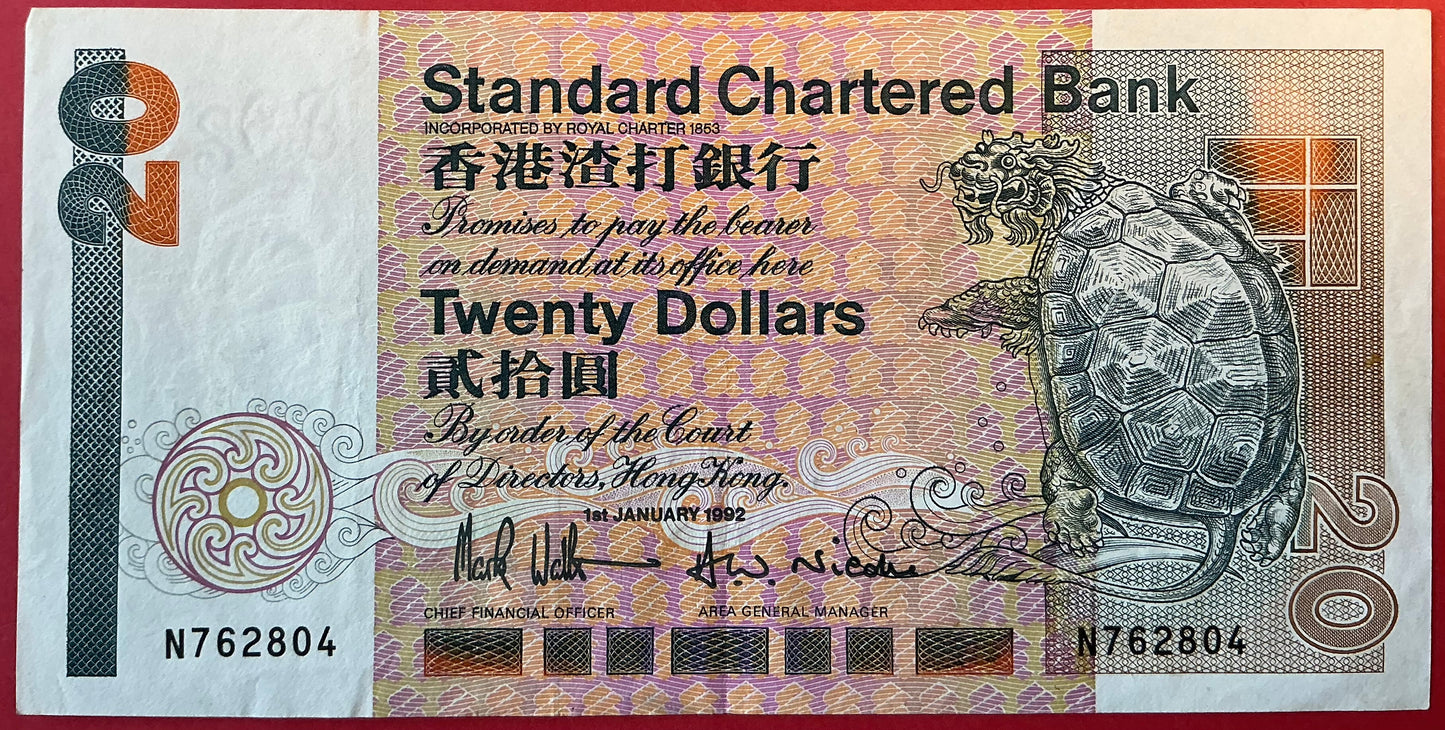 20
Standard Chartered Bank
INCORPORATED BY ROYAL CHARTER 1853
香港渣打銀行
Promises to pay the bearer
on demand at its office here
Twenty Dollars
貳拾圓
By order of the Court
of Directors, Hong Kong.
1st JANUARY 1992
CHIEF FINANCIAL OFFICER
AREA GENERAL MANAGER
N762804
N762804
20